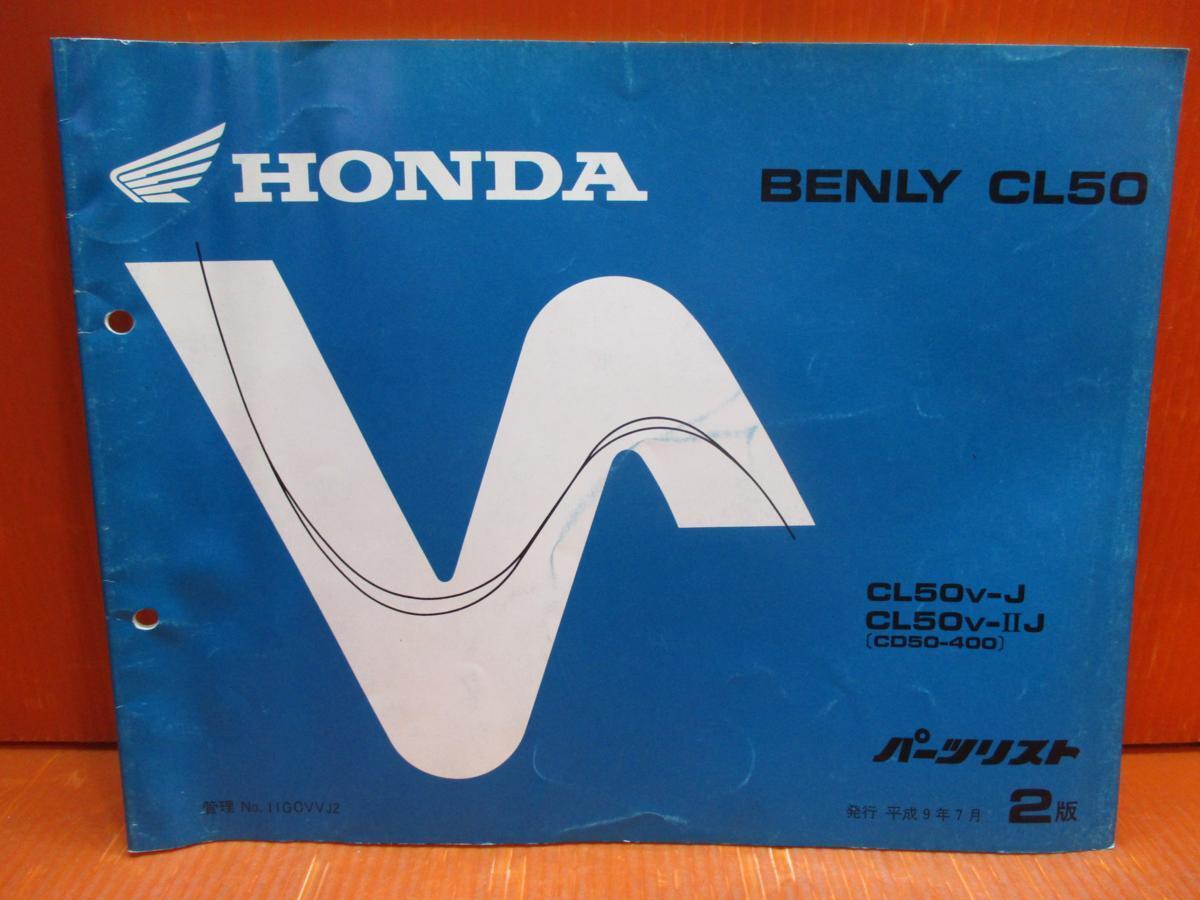 HONDA
BENLY CL50
CL50V-J
CL50V-ⅡJ
〔CD50-400〕
パーツリスト
管理 No. 11GCVVJ2
発行 平成9年7月 2版